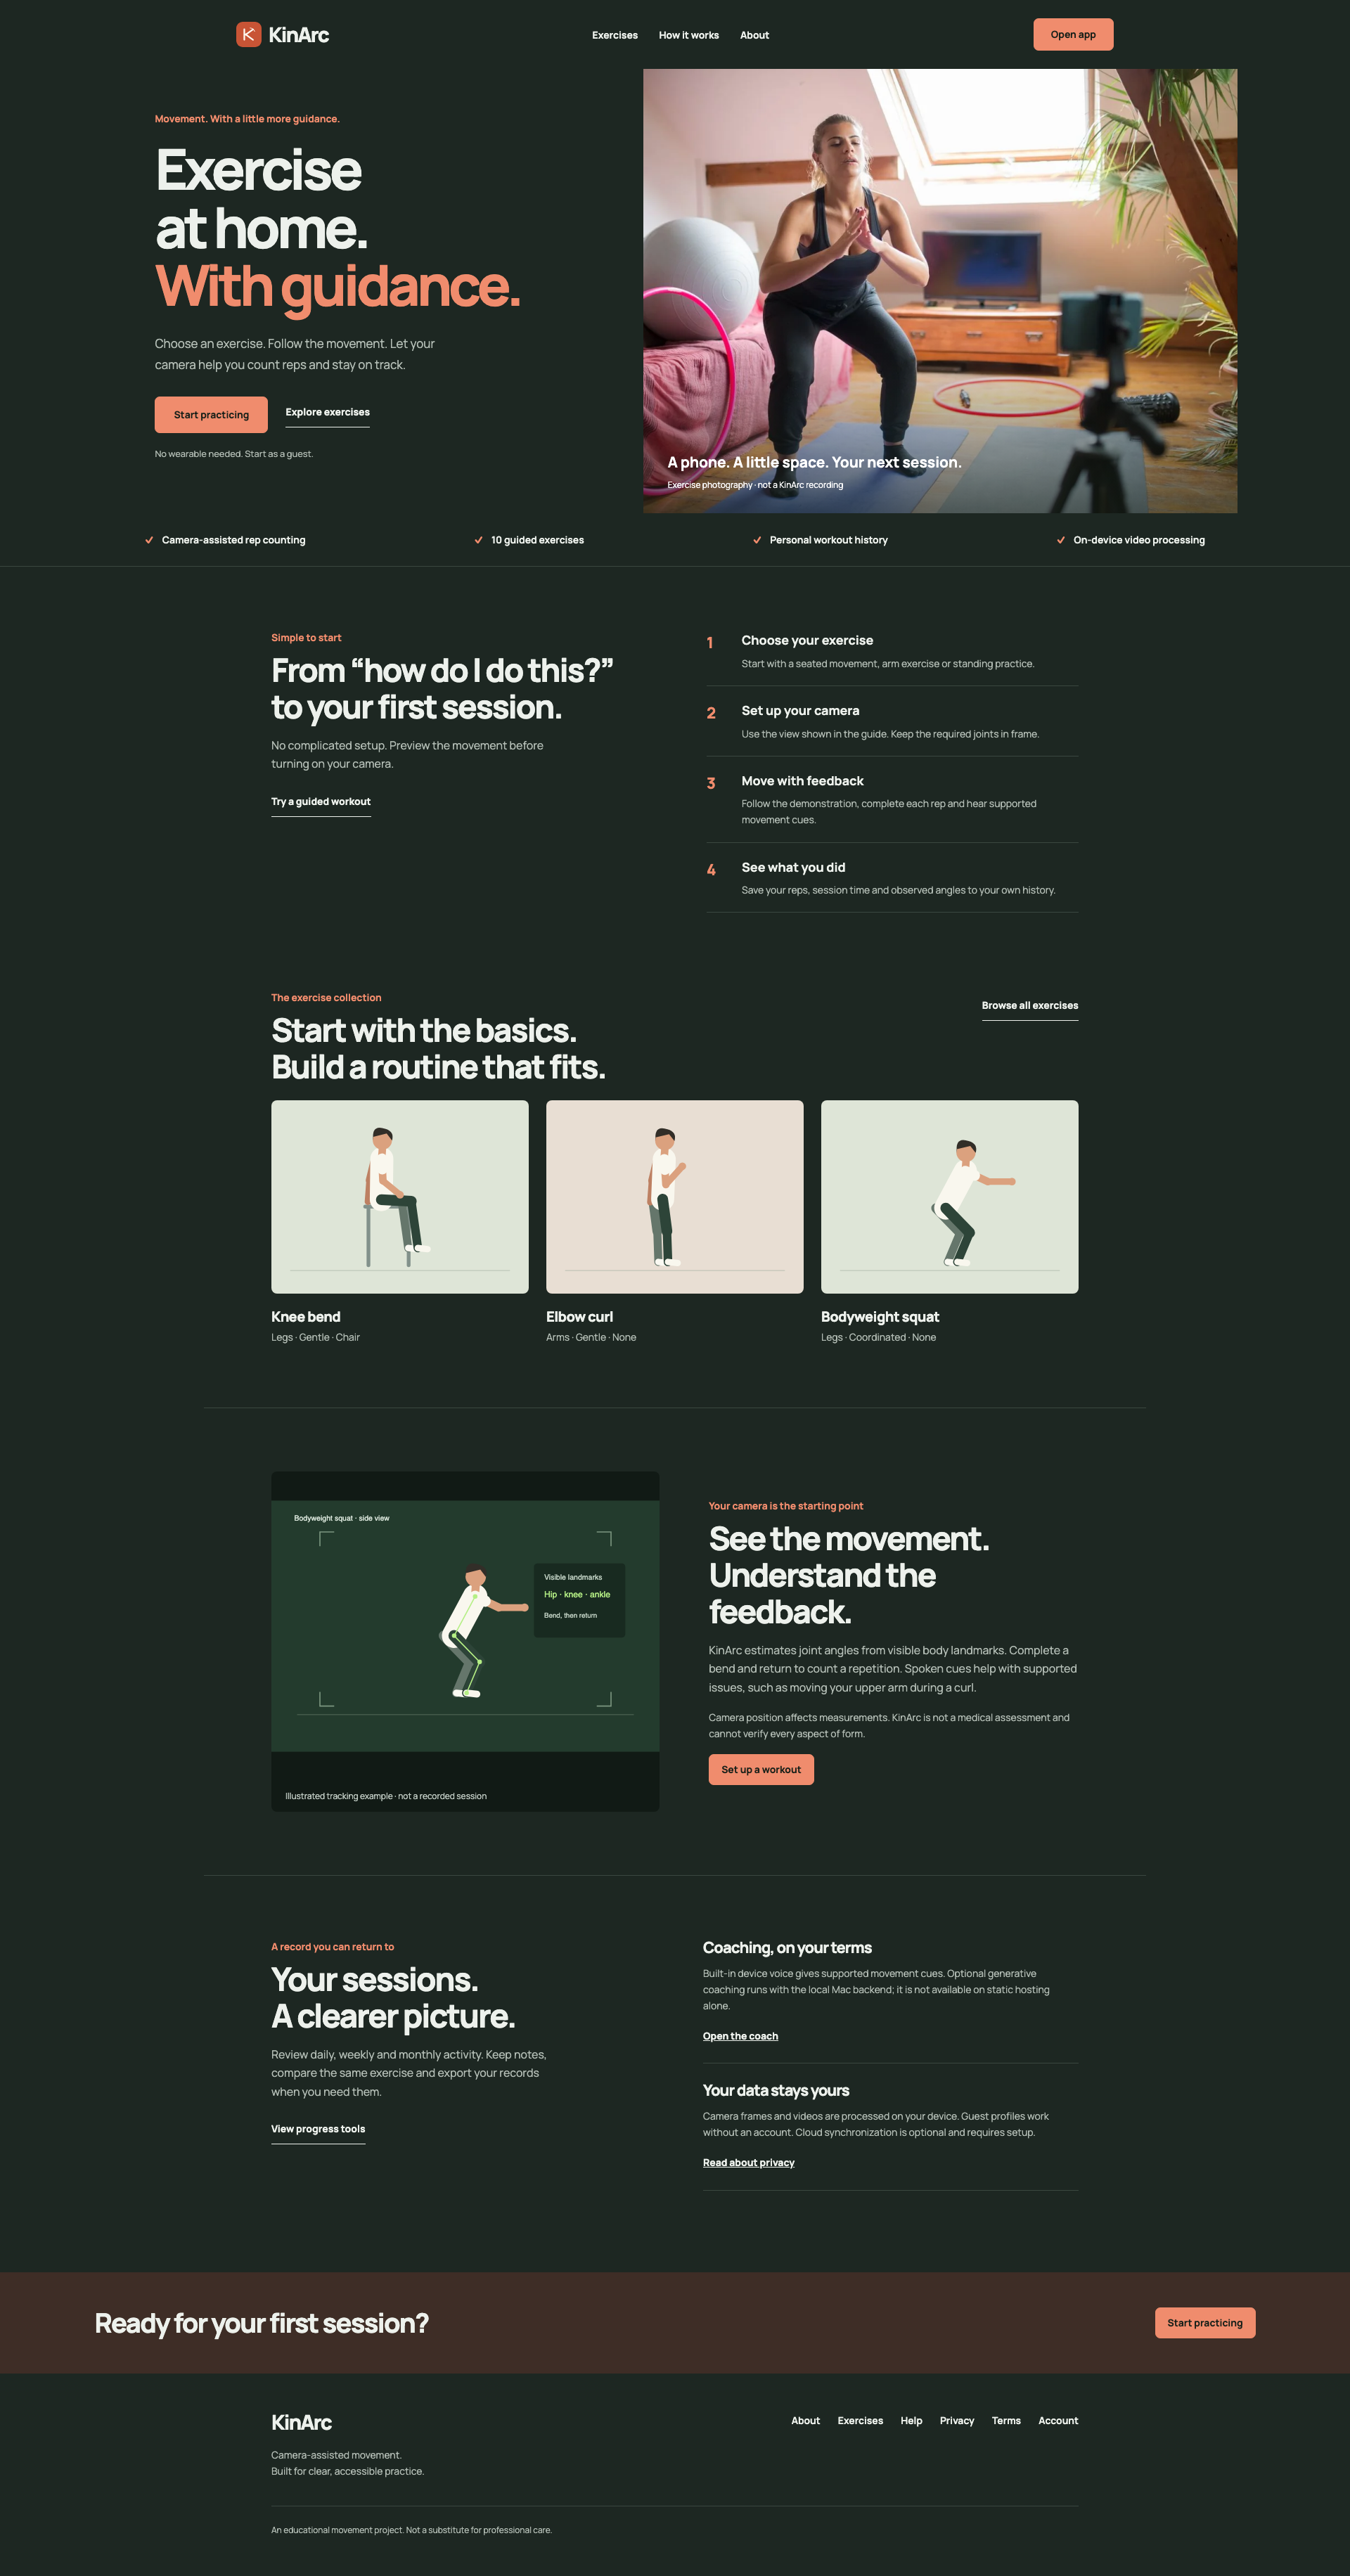 KinArc
Exercises
How it works
About
Open app
Movement. With a little more guidance.
Exercise
at home.
With guidance.
Choose an exercise. Follow the movement. Let your
camera help you count reps and stay on track.
Start practicing
Explore exercises
No wearable needed. Start as a guest.
A phone. A little space. Your next session.
Exercise photography · not a KinArc recording
Camera-assisted rep counting
10 guided exercises
Personal workout history
On-device video processing
Simple to start
From “how do I do this?”
to your first session.
No complicated setup. Preview the movement before
turning on your camera.
Try a guided workout
1
Choose your exercise
Start with a seated movement, arm exercise or standing practice.
2
Set up your camera
Use the view shown in the guide. Keep the required joints in frame.
3
Move with feedback
Follow the demonstration, complete each rep and hear supported
movement cues.
4
See what you did
Save your reps, session time and observed angles to your own history.
The exercise collection
Start with the basics.
Build a routine that fits.
Browse all exercises
Knee bend
Legs · Gentle · Chair
Elbow curl
Arms · Gentle · None
Bodyweight squat
Legs · Coordinated · None
Bodyweight squat · side view
Visible landmarks
Hip · knee · ankle
Bend, then return
Illustrated tracking example · not a recorded session
Your camera is the starting point
See the movement.
Understand the
feedback.
KinArc estimates joint angles from visible body landmarks. Complete a
bend and return to count a repetition. Spoken cues help with supported
issues, such as moving your upper arm during a curl.
Camera position affects measurements. KinArc is not a medical assessment and
cannot verify every aspect of form.
Set up a workout
A record you can return to
Your sessions.
A clearer picture.
Review daily, weekly and monthly activity. Keep notes,
compare the same exercise and export your records
when you need them.
View progress tools
Coaching, on your terms
Built-in device voice gives supported movement cues. Optional generative
coaching runs with the local Mac backend; it is not available on static hosting
alone.
Open the coach
Your data stays yours
Camera frames and videos are processed on your device. Guest profiles work
without an account. Cloud synchronization is optional and requires setup.
Read about privacy
Ready for your first session?
Start practicing
KinArc
Camera-assisted movement.
Built for clear, accessible practice.
About
Exercises
Help
Privacy
Terms
Account
An educational movement project. Not a substitute for professional care.